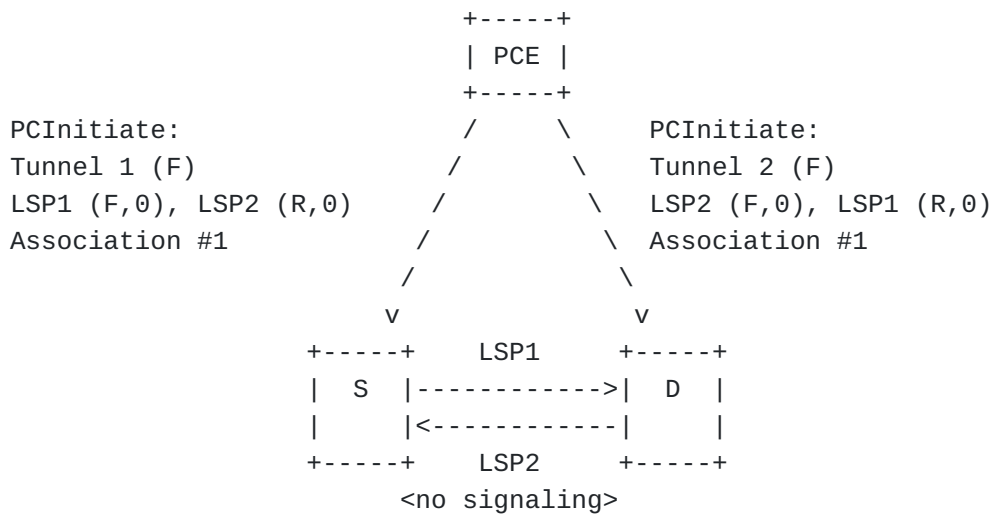 +-----+
| PCE |
+-----+
PCInitiate: / \ PCInitiate:
Tunnel 1 (F) / \ Tunnel 2 (F)
LSP1 (F,0), LSP2 (R,0) / \ LSP2 (F,0), LSP1 (R,0)
Association #1 / \ Association #1
/ \
v v
+-----+ LSP1 +-----+
| S |------------>| D |
| |<------------| |
+-----+ LSP2 +-----+
<no signaling>